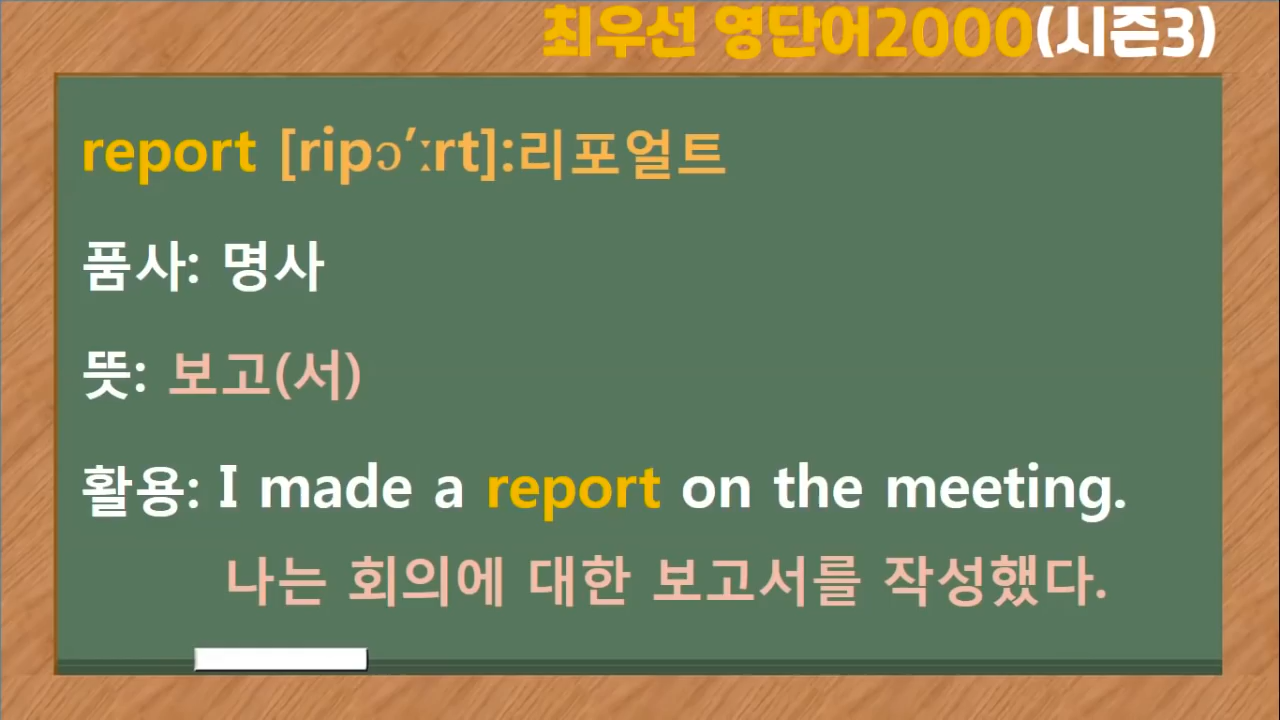 최우선 영단어2000(시즌3)
report [ripɔ′ːrt]:리포얼트
품사: 명사
뜻: 보고(서)
활용: I made a report on the meeting.
나는 회의에 대한 보고서를 작성했다.